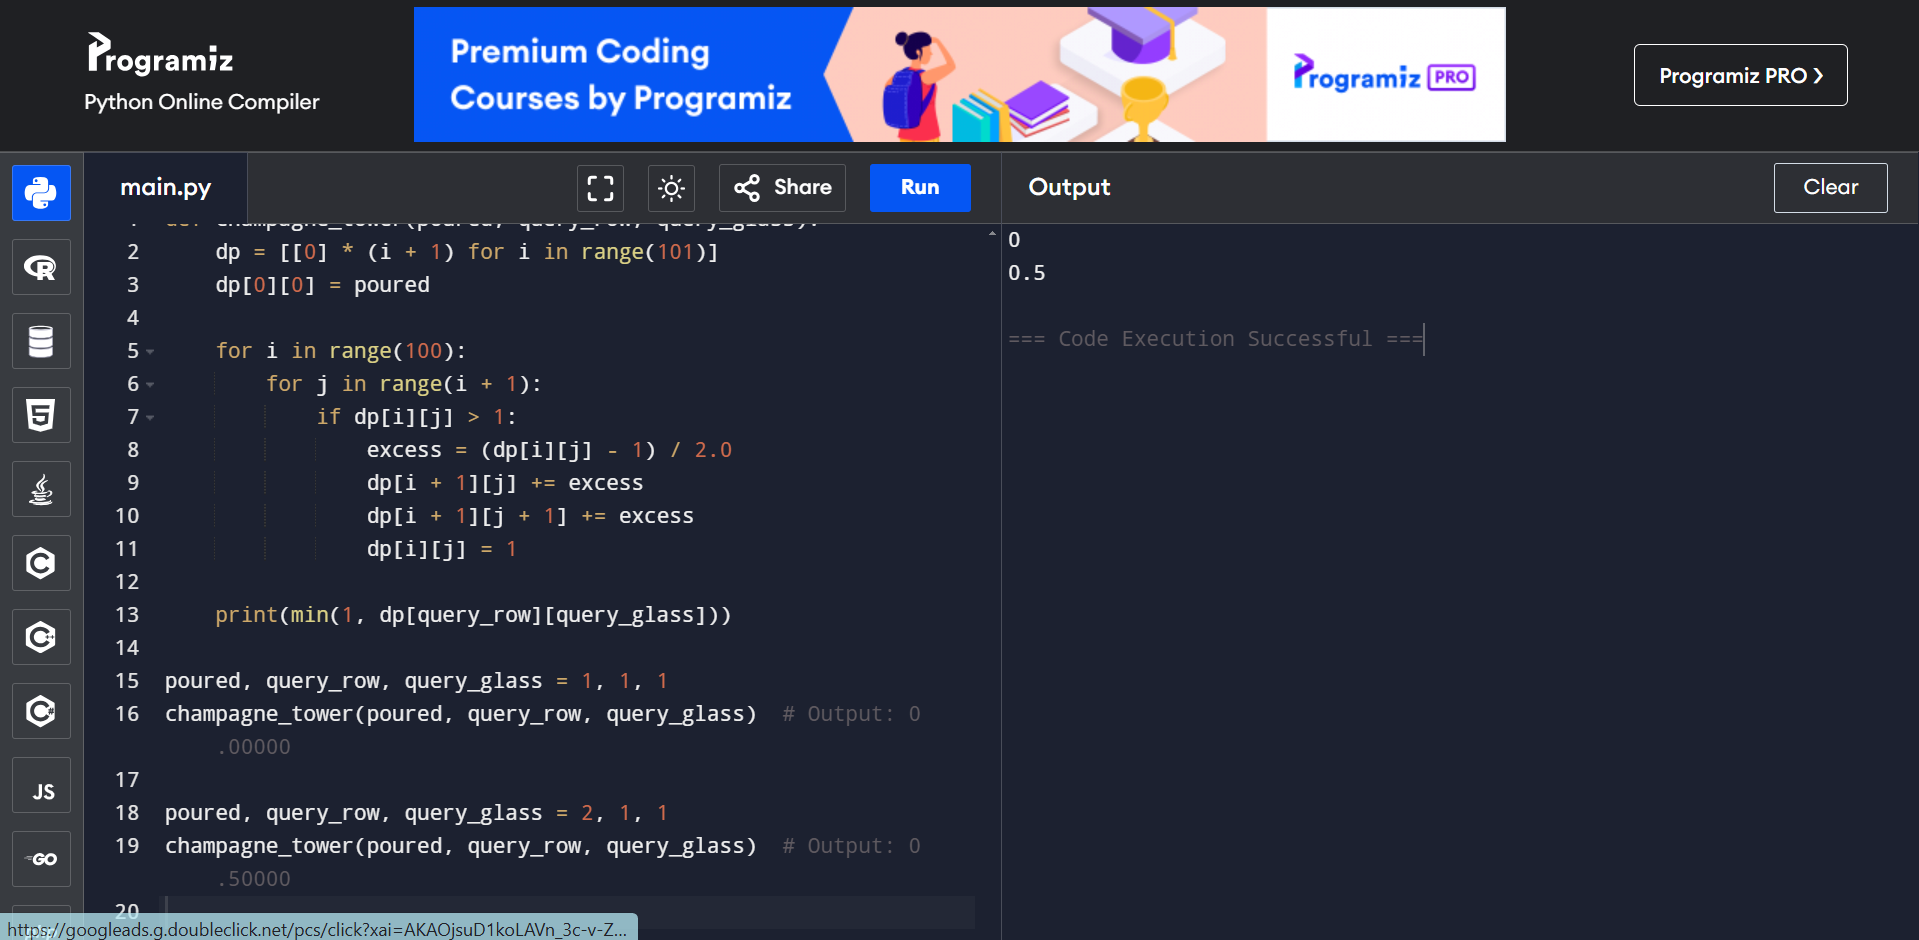 Programiz
Python Online Compiler
Premium Coding
Courses by Programiz
Programiz PRO
Programiz PRO ❯
main.py
Share
Run
Output
Clear
1 def champagne_tower(poured, query_row, query_glass):
2 dp = [[0] * (i + 1) for i in range(101)]
3 dp[0][0] = poured
4
5 for i in range(100):
6 for j in range(i + 1):
7 if dp[i][j] > 1:
8 excess = (dp[i][j] - 1) / 2.0
9 dp[i + 1][j] += excess
10 dp[i + 1][j + 1] += excess
11 dp[i][j] = 1
12
13 print(min(1, dp[query_row][query_glass]))
14
15 poured, query_row, query_glass = 1, 1, 1
16 champagne_tower(poured, query_row, query_glass)  # Output: 0
.00000
17
18 poured, query_row, query_glass = 2, 1, 1
19 champagne_tower(poured, query_row, query_glass)  # Output: 0
.50000
20
0
0.5
=== Code Execution Successful ===
R
5
C
C++
C#
JS
GO
https://googleads.g.doubleclick.net/pcs/click?xai=AKAOjsuD1koLAVn_3c-v-Z...